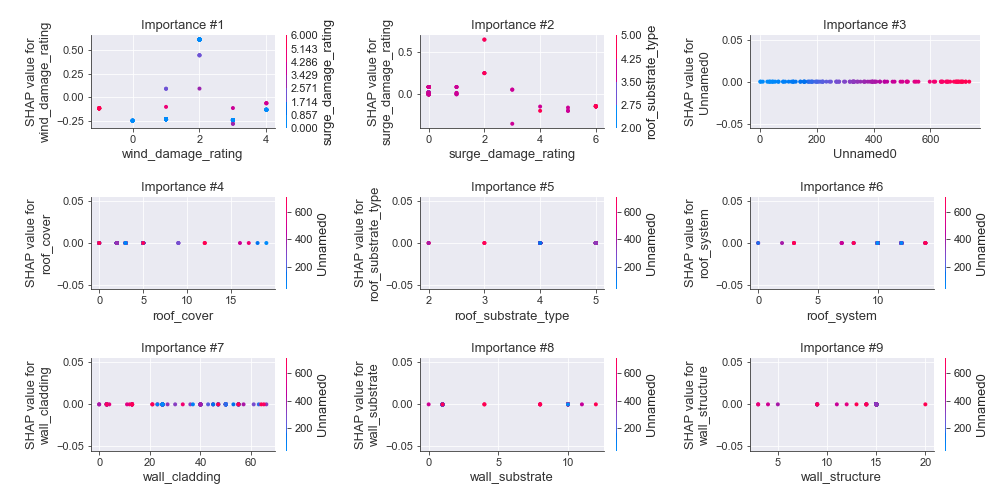 Importance #1
SHAP value for
wind_damage_rating
0.50
0.25
0.00
−0.25
0
2
4
wind_damage_rating
6.000
5.143
4.286
3.429
2.571
1.714
0.857
0.000
surge_damage_rating
Importance #2
SHAP value for
surge_damage_rating
0.5
0.0
0
1
2
3
4
5
6
surge_damage_rating
5.00
4.25
3.50
2.75
2.00
roof_substrate_type
Importance #3
SHAP value for
Unnamed0
0.05
0.00
−0.05
0
200
400
600
Unnamed0
Importance #4
SHAP value for
roof_cover
0.05
0.00
−0.05
0
5
10
15
roof_cover
600
400
200
Unnamed0
Importance #5
SHAP value for
roof_substrate_type
0.05
0.00
−0.05
2
3
4
5
roof_substrate_type
600
400
200
Unnamed0
Importance #6
SHAP value for
roof_system
0.05
0.00
−0.05
0
5
10
roof_system
600
400
200
Unnamed0
Importance #7
SHAP value for
wall_cladding
0.05
0.00
−0.05
0
20
40
60
wall_cladding
600
400
200
Unnamed0
Importance #8
SHAP value for
wall_substrate
0.05
0.00
−0.05
0
5
10
wall_substrate
600
400
200
Unnamed0
Importance #9
SHAP value for
wall_structure
0.05
0.00
−0.05
5
10
15
20
wall_structure
600
400
200
Unnamed0